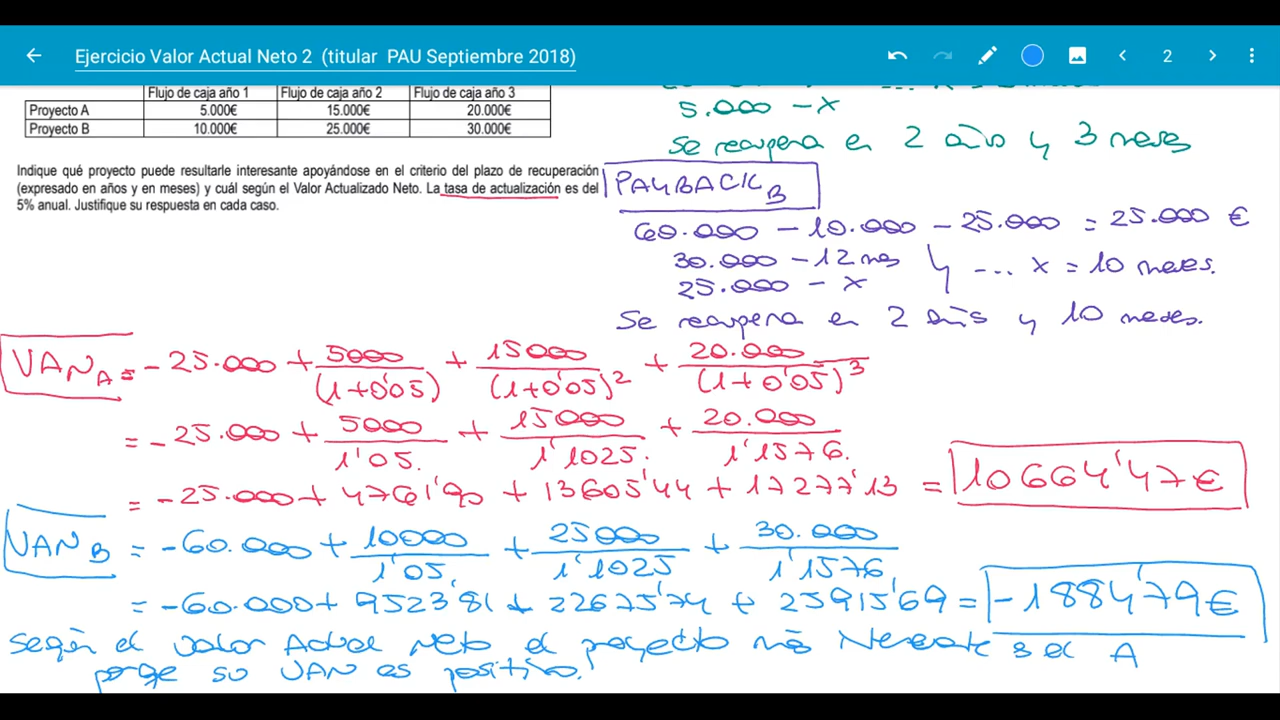 Ejercicio Valor Actual Neto 2 (titular PAU Septiembre 2018)
2
Flujo de caja año 1 Flujo de caja año 2 Flujo de caja año 3
Proyecto A 5.000€ 15.000€ 20.000€
Proyecto B 10.000€ 25.000€ 30.000€
Indique qué proyecto puede resultarle interesante apoyándose en el criterio del plazo de recuperación
(expresado en años y en meses) y cuál según el Valor Actualizado Neto. La tasa de actualización es del
5% anual. Justifique su respuesta en cada caso.
5.000 - x
Se recupera en 2 años y 3 meses
PAYBACK B
60.000 - 10.000 - 25.000 = 25.000 €
30.000 - 12 mes y ... x = 10 meses.
25.000 - x
Se recupera en 2 años y 10 meses.
VAN A = -25.000 + 5000/(1+0'05) + 15000/(1+0'05)² + 20.000/(1+0'05)³
= -25.000 + 5000/1'05. + 15000/1'1025. + 20.000/1'1576.
= -25.000 + 4761'90 + 13605'44 + 17277'13 = 10664'47€
VAN B = -60.000 + 10000/1'05. + 25000/1'1025 + 30.000/1'1576,
= -60.000 + 9523'81 + 22675'74 + 25915'69 = -1884'79€
según el Valor Actual Neto el proyecto más es el A
porque su VAN es positivo.